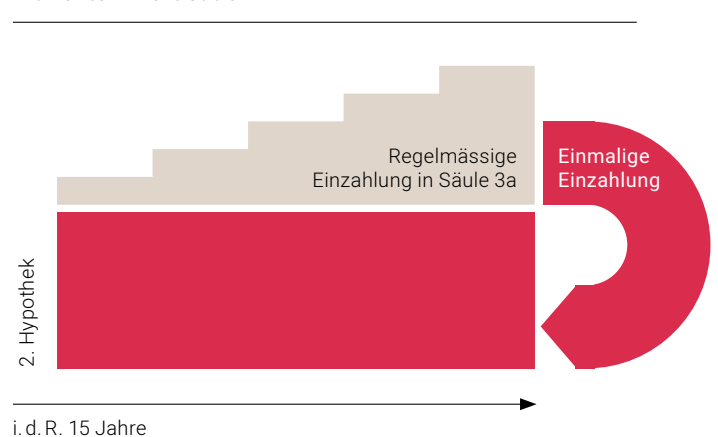 Regelmässige
Einzahlung in Säule 3a
Einmalige
Einzahlung
2. Hypothek
i. d. R. 15 Jahre